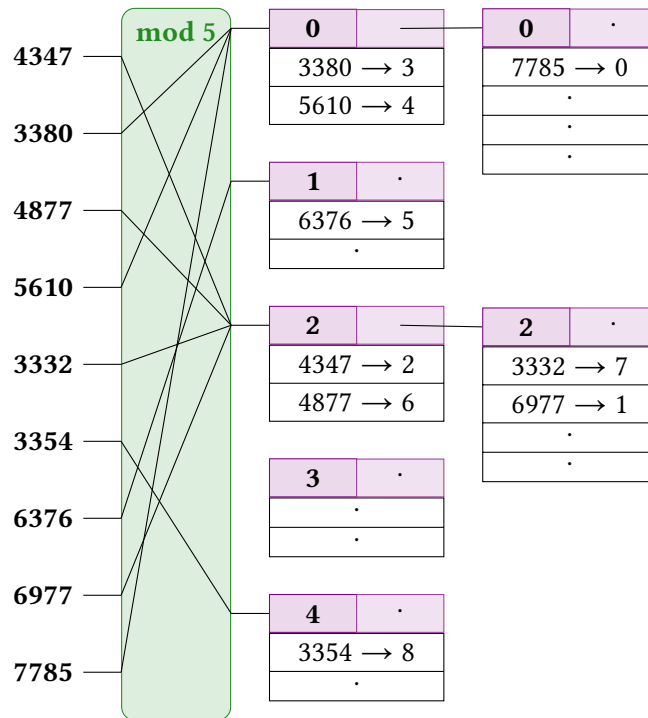 mod 5
4347
3380
4877
5610
3332
3354
6376
6977
7785
0 ·
3380 → 3
5610 → 4
0 ·
7785 → 0
·
·
·
1 ·
6376 → 5
·
2
4347 → 2
4877 → 6
2 ·
3332 → 7
6977 → 1
·
·
3 ·
·
·
4 ·
3354 → 8
·